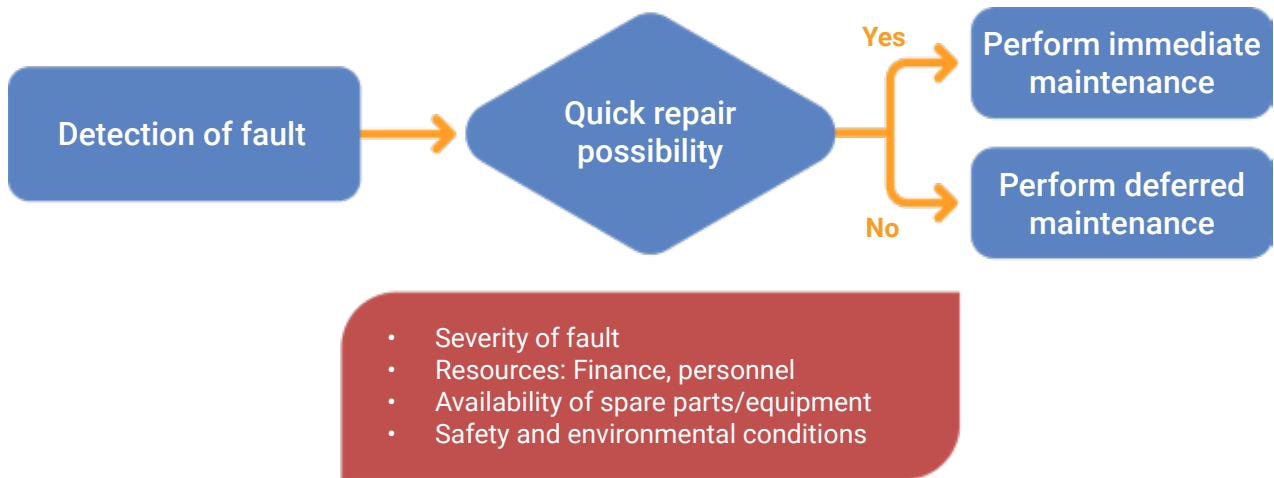 Detection of fault
Quick repair
possibility
Yes
Perform immediate
maintenance
No
Perform deferred
maintenance
• Severity of fault
• Resources: Finance, personnel
• Availability of spare parts/equipment
• Safety and environmental conditions